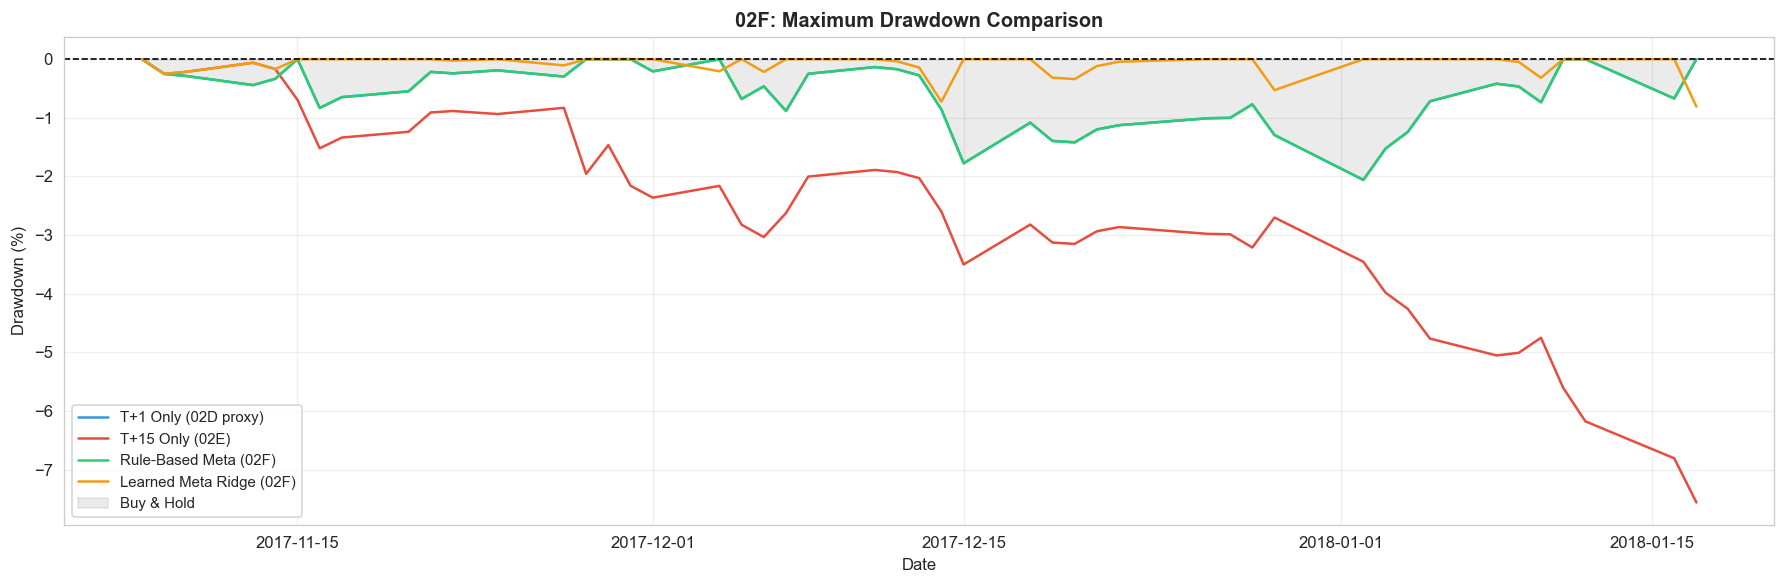 02F: Maximum Drawdown Comparison
Drawdown (%)
0
−1
−2
−3
−4
−5
−6
−7
T+1 Only (02D proxy)
T+15 Only (02E)
Rule-Based Meta (02F)
Learned Meta Ridge (02F)
Buy & Hold
2017-11-15 2017-12-01 2017-12-15 2018-01-01 2018-01-15
Date